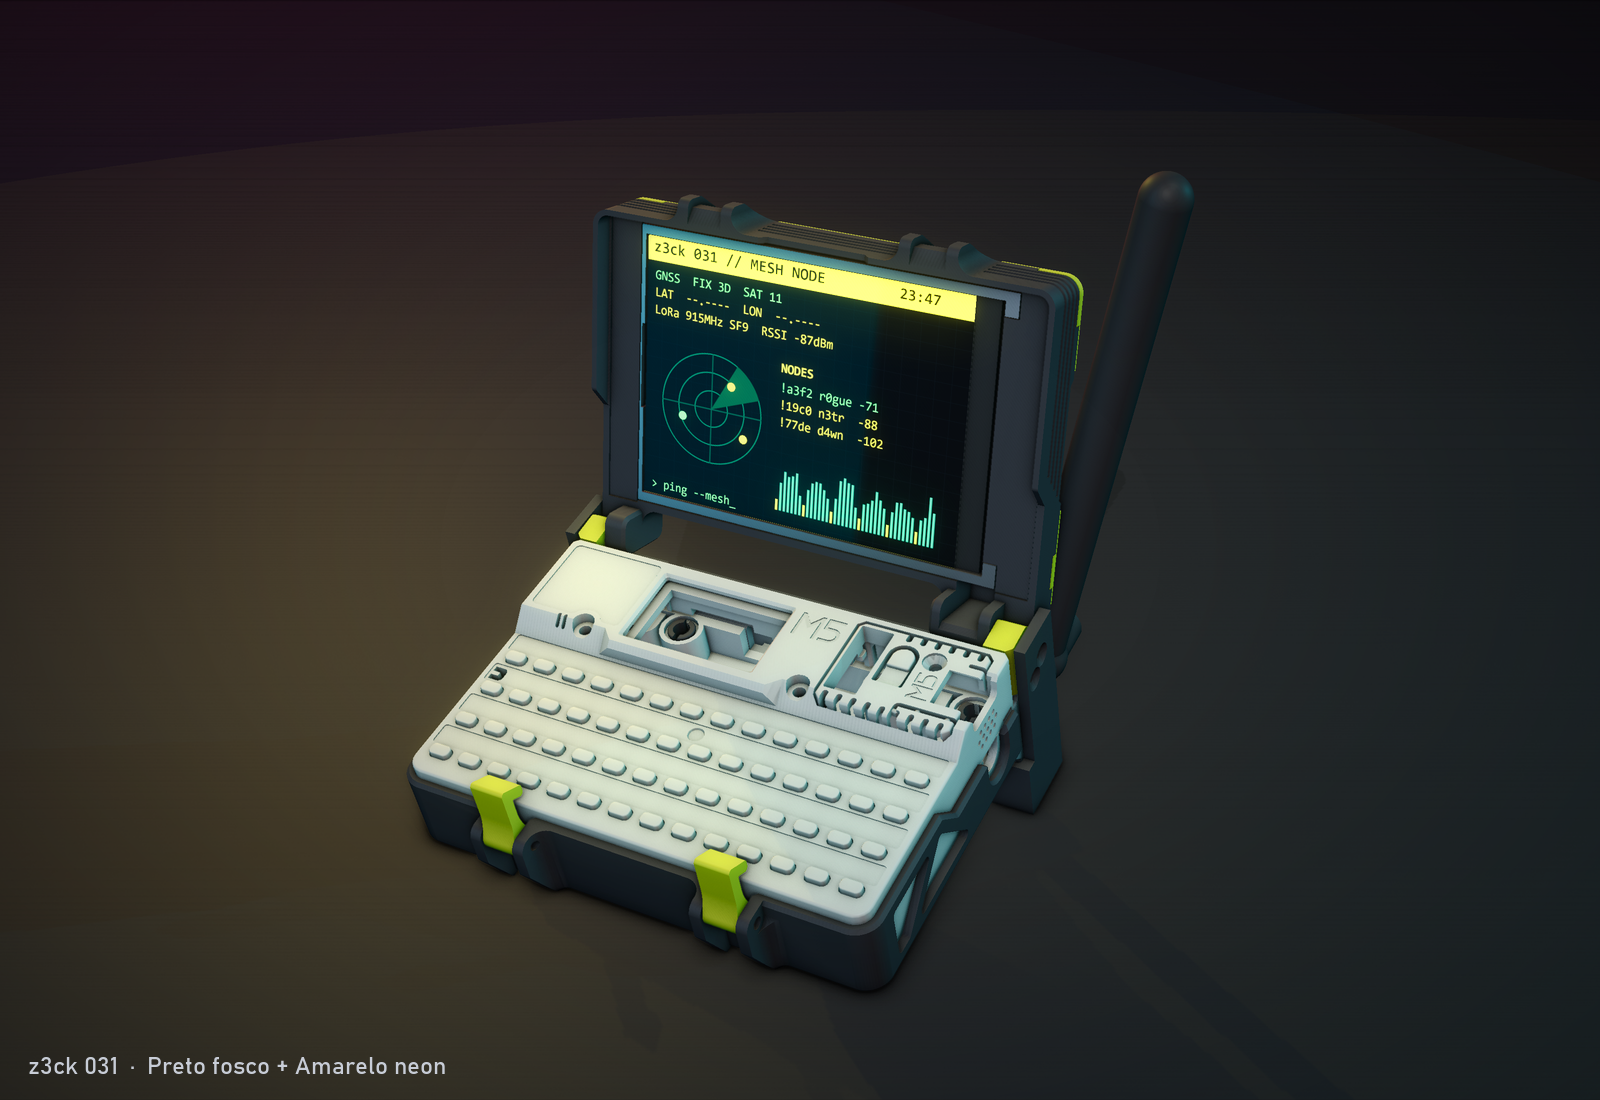 z3ck 031 // MESH NODE 23:47
GNSS FIX 3D SAT 11
LAT --.---- LON --.----
LoRa 915MHz SF9 RSSI -87dBm
NODES
!a3f2 r0gue -71
!19c0 n3tr -88
!77de d4wn -102
> ping --mesh_
M5
M5
z3ck 031 · Preto fosco + Amarelo neon